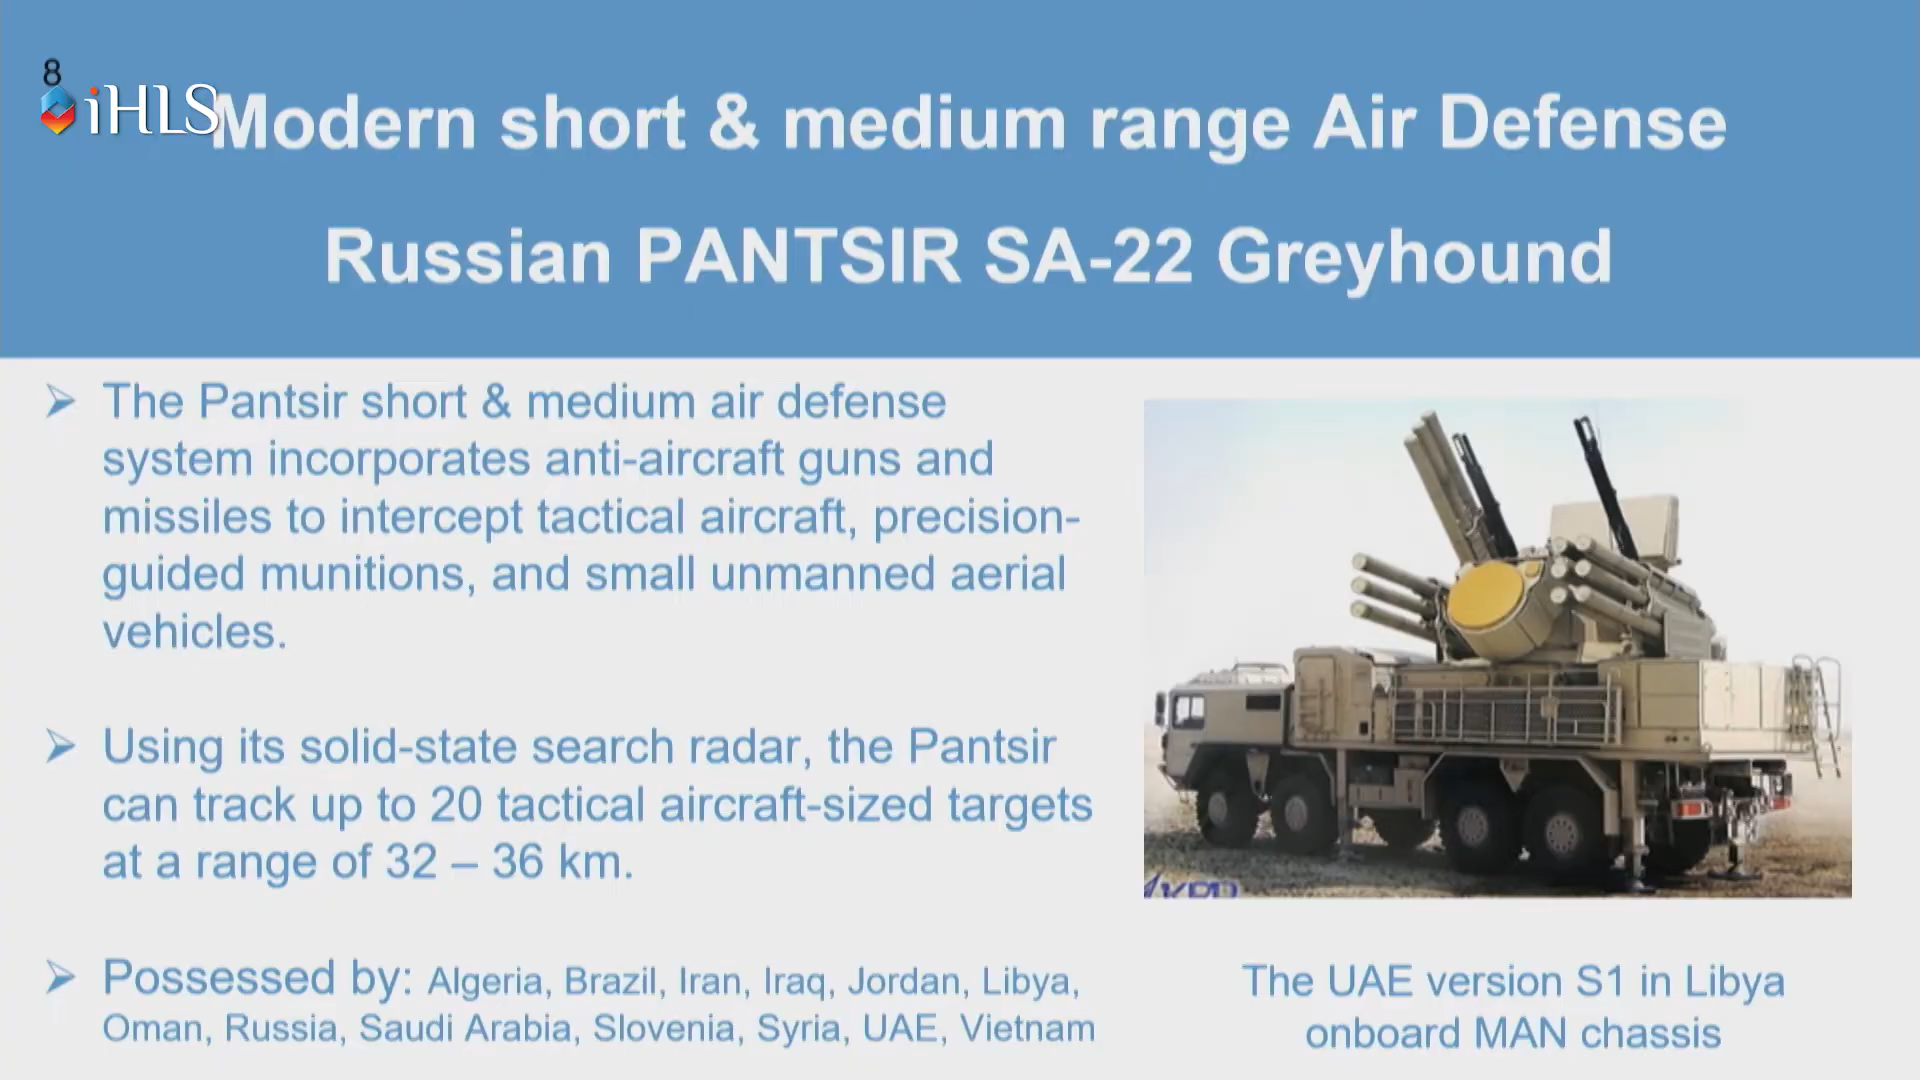 8
iHLS
Modern short & medium range Air Defense
Russian PANTSIR SA-22 Greyhound
➢ The Pantsir short & medium air defense
system incorporates anti-aircraft guns and
missiles to intercept tactical aircraft, precision-
guided munitions, and small unmanned aerial
vehicles.
➢ Using its solid-state search radar, the Pantsir
can track up to 20 tactical aircraft-sized targets
at a range of 32 – 36 km.
➢ Possessed by: Algeria, Brazil, Iran, Iraq, Jordan, Libya,
Oman, Russia, Saudi Arabia, Slovenia, Syria, UAE, Vietnam
The UAE version S1 in Libya
onboard MAN chassis